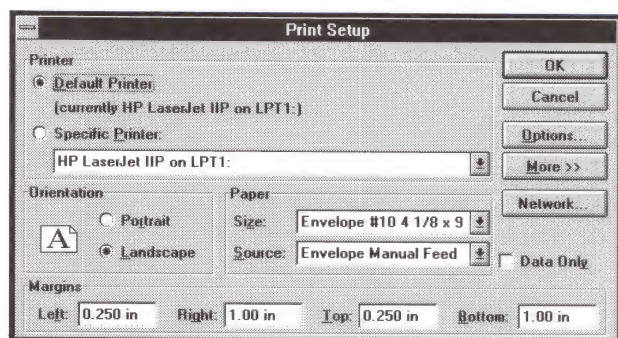 Print Setup
Printer
Default Printer
(currently HP LaserJet IIP on LPT1:)
Specific Printer:
HP LaserJet IIP on LPT1:
OK
Cancel
Options...
More >>
Network...
Data Only
Orientation
A
Portrait
Landscape
Paper
Size: Envelope #10 4 1/8 x 9
Source: Envelope Manual Feed
Margins
Left: 0.250 in Right: 1.00 in Top: 0.250 in Bottom: 1.00 in